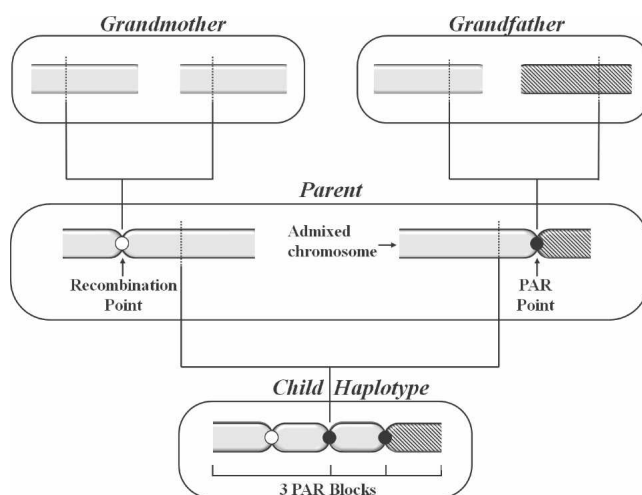 Grandmother
Grandfather
Parent
Admixed
chromosome
Recombination
Point
PAR
Point
Child Haplotype
3 PAR Blocks